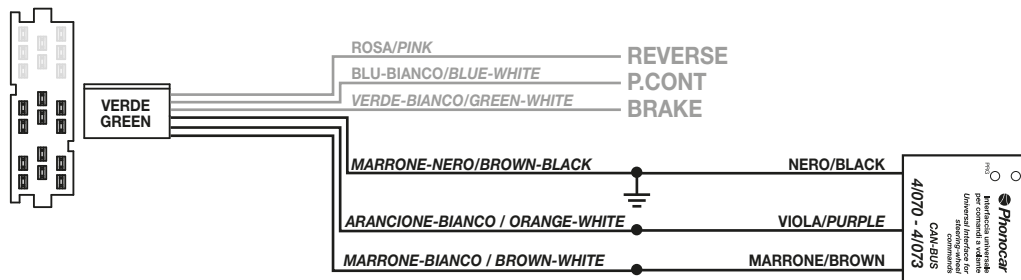 ROSA/PINK
REVERSE
BLU-BIANCO/BLUE-WHITE
P.CONT
VERDE-BIANCO/GREEN-WHITE
BRAKE
VERDE
GREEN
MARRONE-NERO/BROWN-BLACK
NERO/BLACK
ARANCIONE-BIANCO / ORANGE-WHITE
VIOLA/PURPLE
MARRONE-BIANCO / BROWN-WHITE
MARRONE/BROWN
Phonocar
Interfaccia universale
per comandi a volante
Universal Interface for
steering-wheel
commands
CAN-BUS
4/070 - 4/073